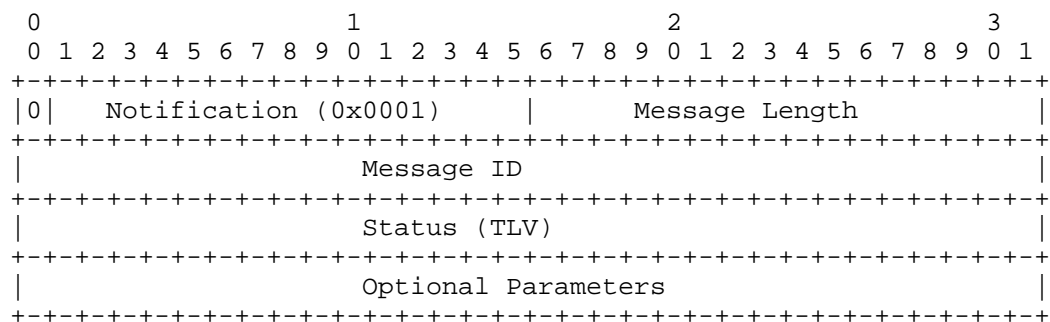 0                   1                   2                   3
 0 1 2 3 4 5 6 7 8 9 0 1 2 3 4 5 6 7 8 9 0 1 2 3 4 5 6 7 8 9 0 1
+-+-+-+-+-+-+-+-+-+-+-+-+-+-+-+-+-+-+-+-+-+-+-+-+-+-+-+-+-+-+-+-+
|0|   Notification (0x0001)     |      Message Length           |
+-+-+-+-+-+-+-+-+-+-+-+-+-+-+-+-+-+-+-+-+-+-+-+-+-+-+-+-+-+-+-+-+
|                     Message ID                                |
+-+-+-+-+-+-+-+-+-+-+-+-+-+-+-+-+-+-+-+-+-+-+-+-+-+-+-+-+-+-+-+-+
|                     Status (TLV)                              |
+-+-+-+-+-+-+-+-+-+-+-+-+-+-+-+-+-+-+-+-+-+-+-+-+-+-+-+-+-+-+-+-+
|                     Optional Parameters                       |
+-+-+-+-+-+-+-+-+-+-+-+-+-+-+-+-+-+-+-+-+-+-+-+-+-+-+-+-+-+-+-+-+